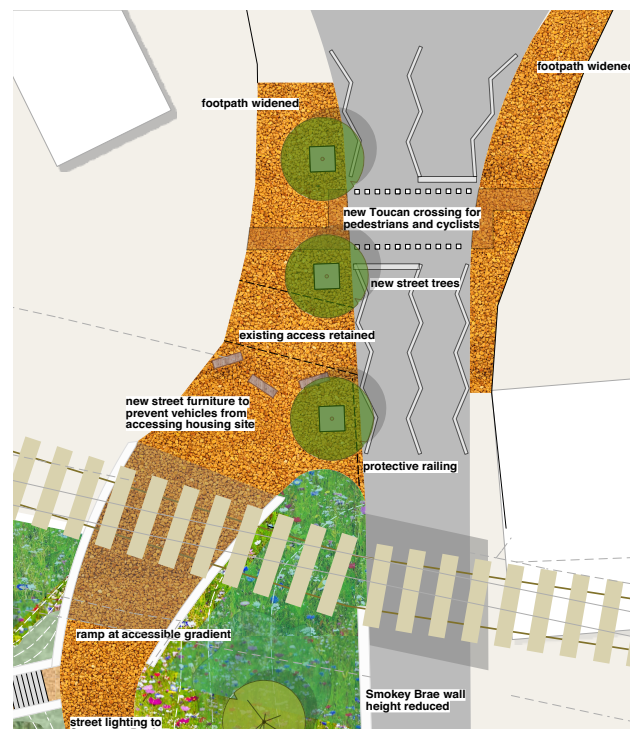 footpath widened
footpath widened
new Toucan crossing for
pedestrians and cyclists
new street trees
existing access retained
new street furniture to
prevent vehicles from
accessing housing site
protective railing
ramp at accessible gradient
Smokey Brae wall
height reduced
street lighting to